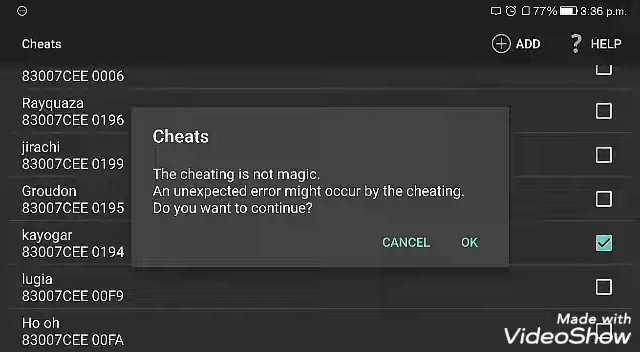 77% 3:36 p.m.
Cheats
ADD
? HELP
83007CEE 0006
Rayquaza
83007CEE 0196
jirachi
83007CEE 0199
Groudon
83007CEE 0195
kayogar
83007CEE 0194
lugia
83007CEE 00F9
Ho oh
83007CEE 00FA
Cheats
The cheating is not magic.
An unexpected error might occur by the cheating.
Do you want to continue?
CANCEL OK
Made with
VideoShow